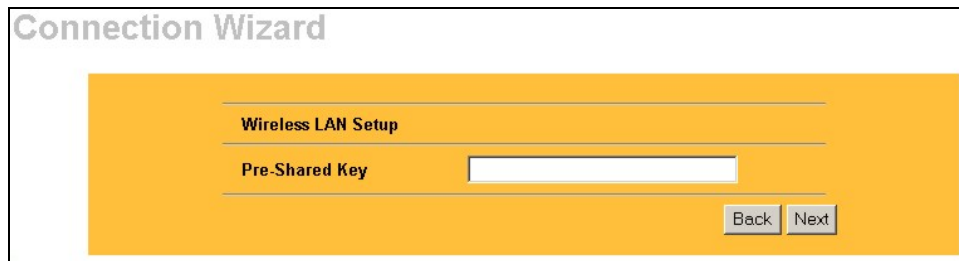 Connection Wizard
Wireless LAN Setup
Pre-Shared Key
Back Next